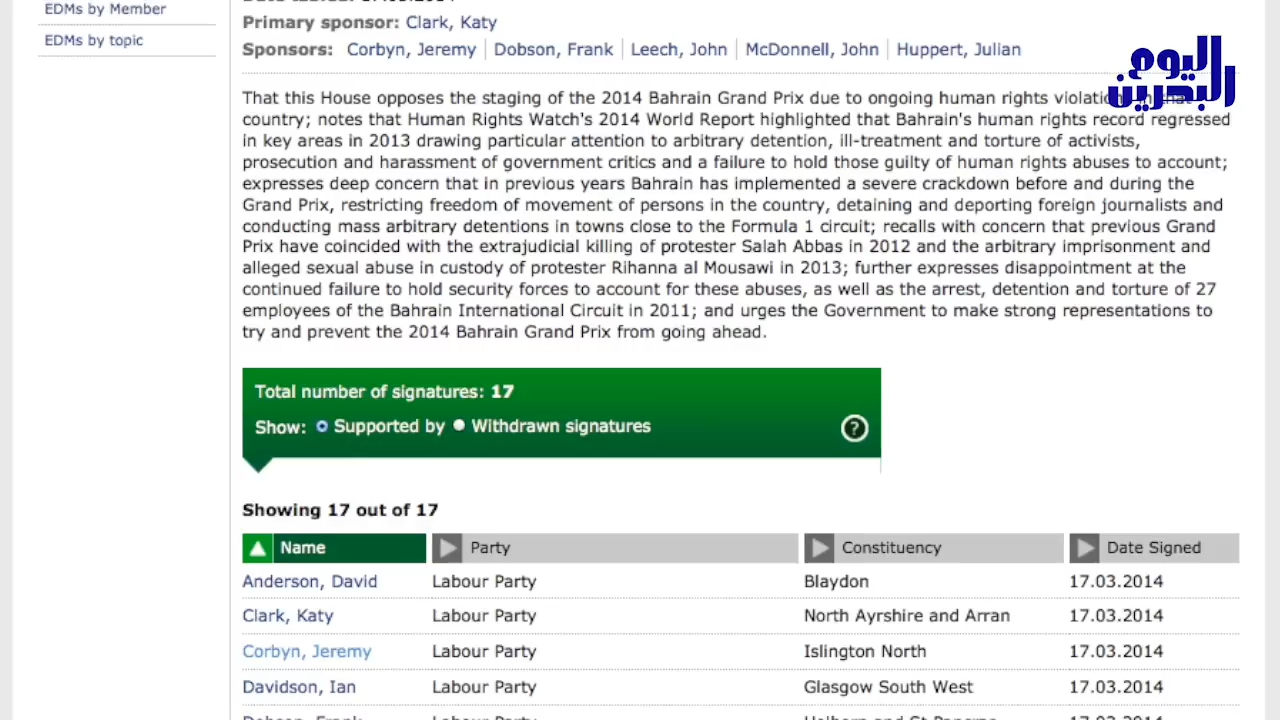 EDMs by Member
EDMs by topic
Primary sponsor: Clark, Katy
Sponsors: Corbyn, Jeremy Dobson, Frank Leech, John McDonnell, John Huppert, Julian
اليوم
البحرين
That this House opposes the staging of the 2014 Bahrain Grand Prix due to ongoing human rights violations in that
country; notes that Human Rights Watch's 2014 World Report highlighted that Bahrain's human rights record regressed
in key areas in 2013 drawing particular attention to arbitrary detention, ill-treatment and torture of activists,
prosecution and harassment of government critics and a failure to hold those guilty of human rights abuses to account;
expresses deep concern that in previous years Bahrain has implemented a severe crackdown before and during the
Grand Prix, restricting freedom of movement of persons in the country, detaining and deporting foreign journalists and
conducting mass arbitrary detentions in towns close to the Formula 1 circuit; recalls with concern that previous Grand
Prix have coincided with the extrajudicial killing of protester Salah Abbas in 2012 and the arbitrary imprisonment and
alleged sexual abuse in custody of protester Rihanna al Mousawi in 2013; further expresses disappointment at the
continued failure to hold security forces to account for these abuses, as well as the arrest, detention and torture of 27
employees of the Bahrain International Circuit in 2011; and urges the Government to make strong representations to
try and prevent the 2014 Bahrain Grand Prix from going ahead.
Total number of signatures: 17
Show: Supported by Withdrawn signatures
?
Showing 17 out of 17
Name Party Constituency Date Signed
Anderson, David Labour Party Blaydon 17.03.2014
Clark, Katy Labour Party North Ayrshire and Arran 17.03.2014
Corbyn, Jeremy Labour Party Islington North 17.03.2014
Davidson, Ian Labour Party Glasgow South West 17.03.2014